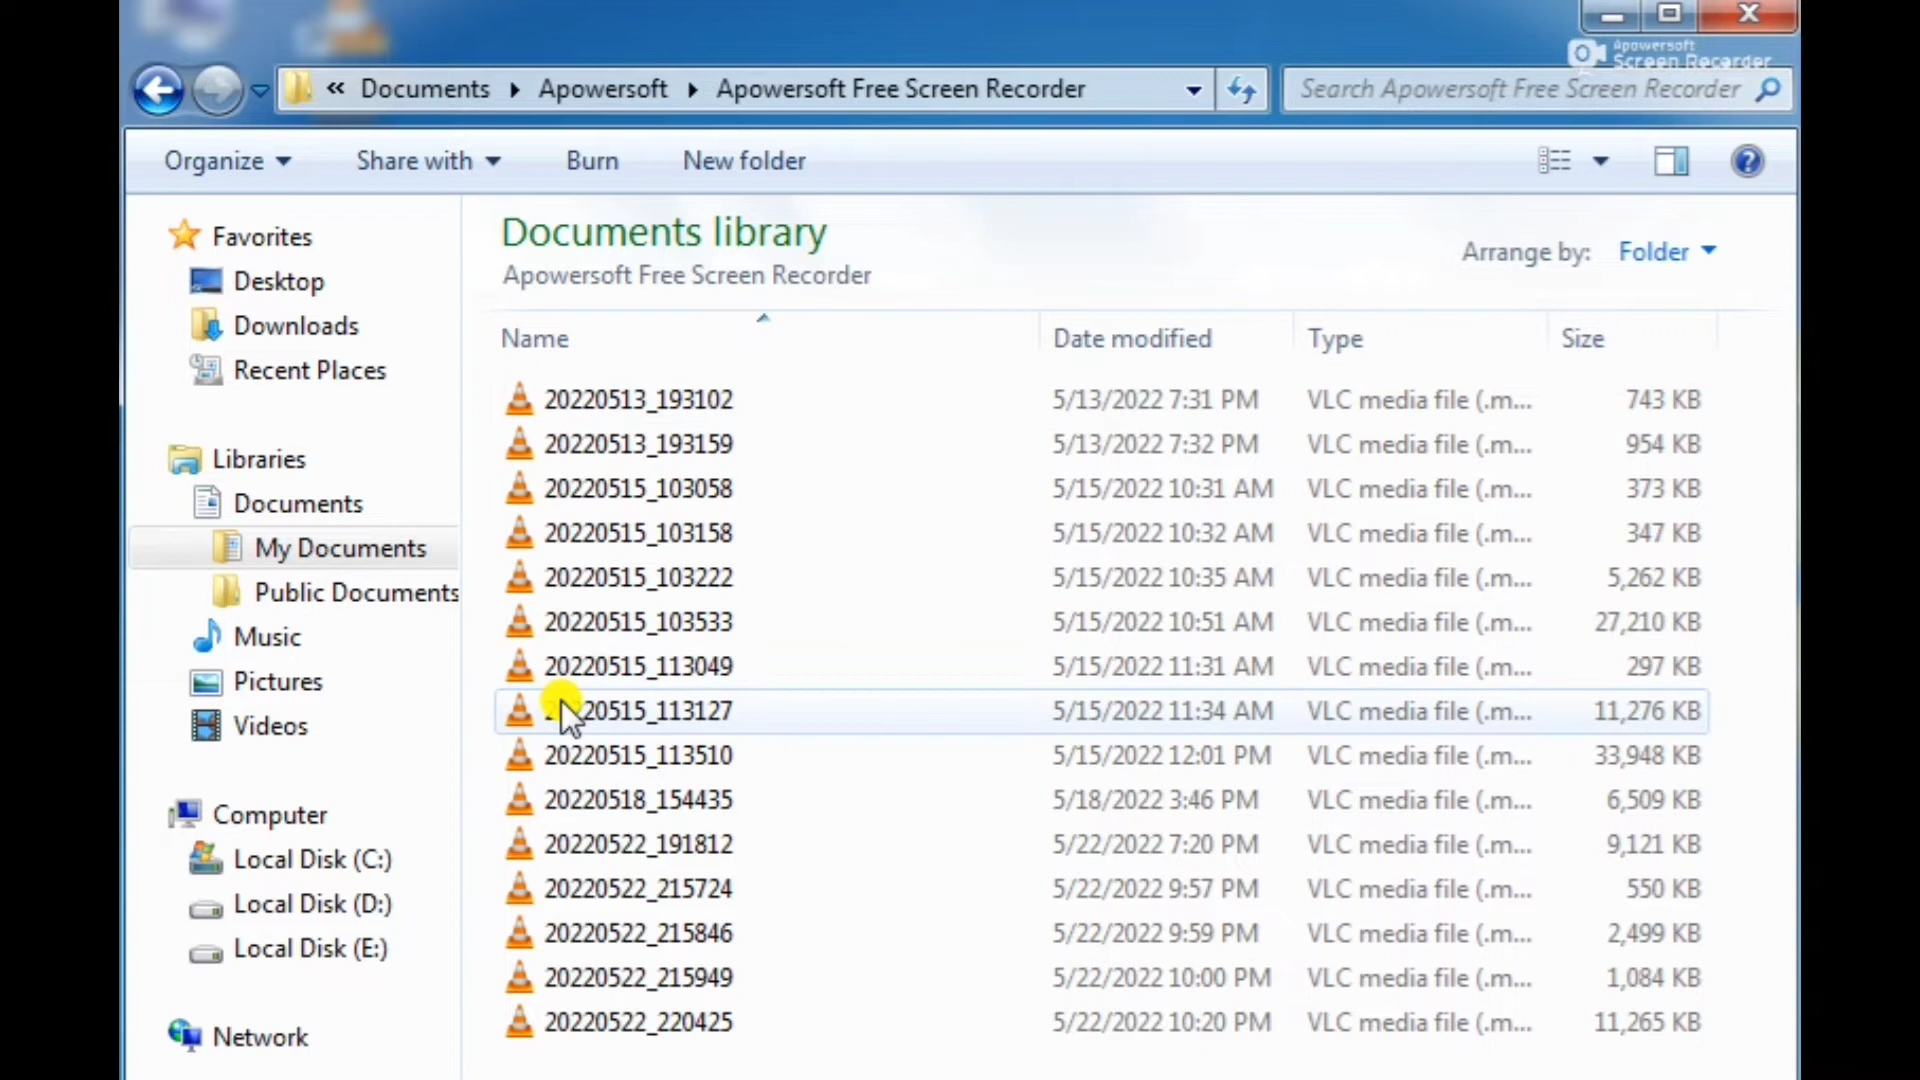 Apowersoft
Screen Recorder
« Documents Apowersoft Apowersoft Free Screen Recorder
Search Apowersoft Free Screen Recorder
Organize Share with Burn New folder
Favorites
Desktop
Downloads
Recent Places
Libraries
Documents
My Documents
Public Documents
Music
Pictures
Videos
Computer
Local Disk (C:)
Local Disk (D:)
Local Disk (E:)
Network
Documents library
Apowersoft Free Screen Recorder
Arrange by: Folder
Name Date modified Type Size
20220513_193102 5/13/2022 7:31 PM VLC media file (.m... 743 KB
20220513_193159 5/13/2022 7:32 PM VLC media file (.m... 954 KB
20220515_103058 5/15/2022 10:31 AM VLC media file (.m... 373 KB
20220515_103158 5/15/2022 10:32 AM VLC media file (.m... 347 KB
20220515_103222 5/15/2022 10:35 AM VLC media file (.m... 5,262 KB
20220515_103533 5/15/2022 10:51 AM VLC media file (.m... 27,210 KB
20220515_113049 5/15/2022 11:31 AM VLC media file (.m... 297 KB
20220515_113127 5/15/2022 11:34 AM VLC media file (.m... 11,276 KB
20220515_113510 5/15/2022 12:01 PM VLC media file (.m... 33,948 KB
20220518_154435 5/18/2022 3:46 PM VLC media file (.m... 6,509 KB
20220522_191812 5/22/2022 7:20 PM VLC media file (.m... 9,121 KB
20220522_215724 5/22/2022 9:57 PM VLC media file (.m... 550 KB
20220522_215846 5/22/2022 9:59 PM VLC media file (.m... 2,499 KB
20220522_215949 5/22/2022 10:00 PM VLC media file (.m... 1,084 KB
20220522_220425 5/22/2022 10:20 PM VLC media file (.m... 11,265 KB